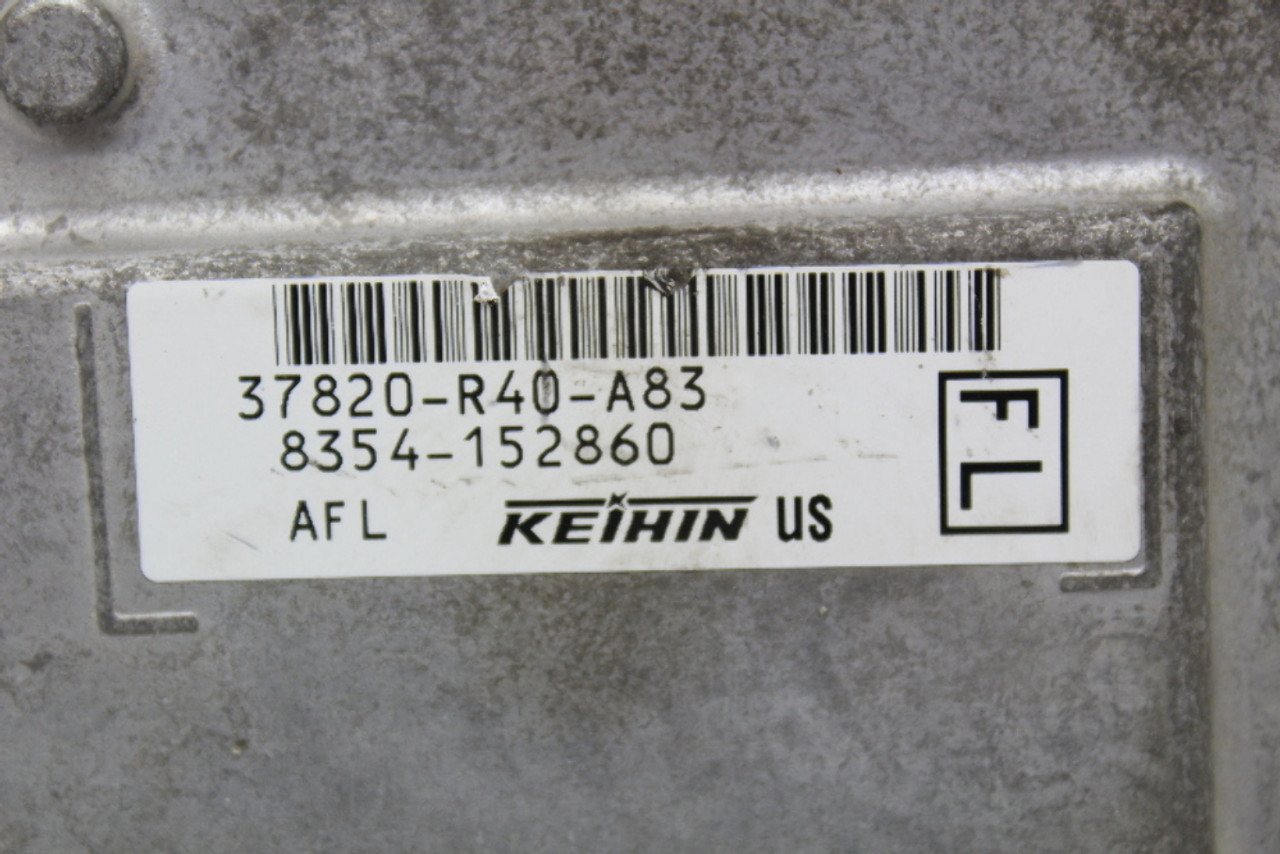 37820-R40-A83
8354-152860
AFL KEIHIN US
FL